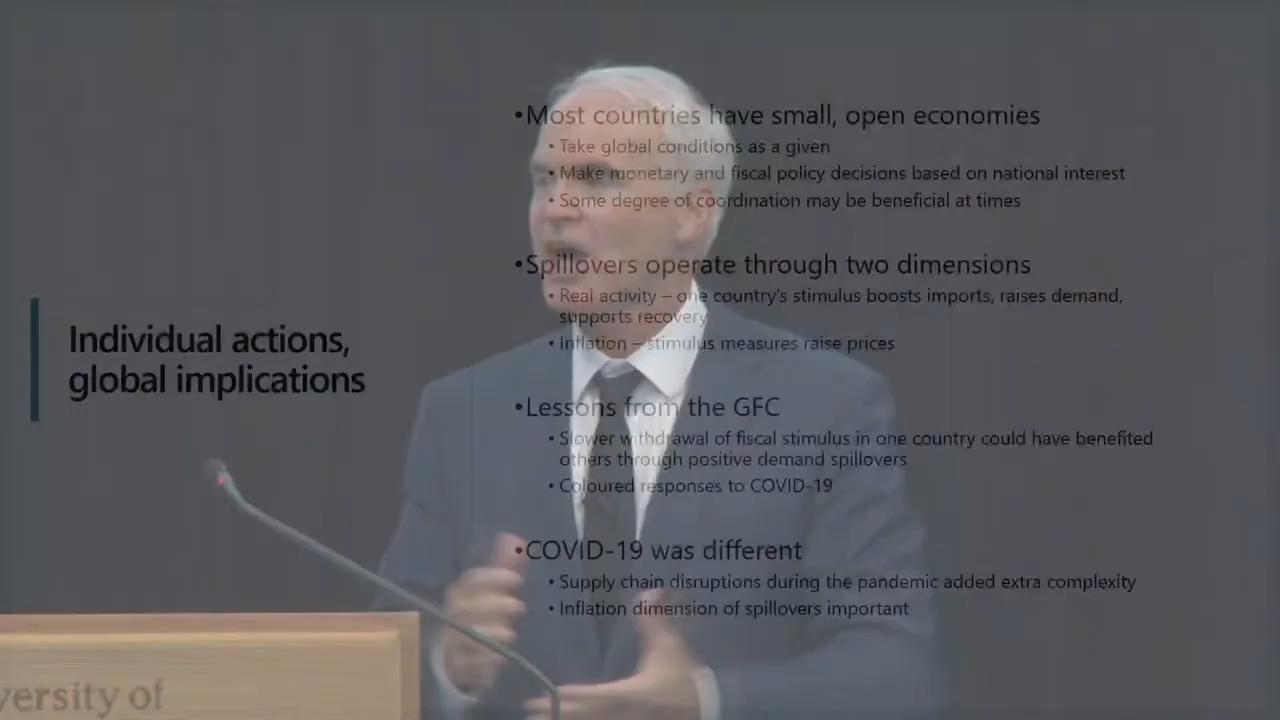 Individual actions,
global implications
•Most countries have small, open economies
• Take global conditions as a given
• Make monetary and fiscal policy decisions based on national interest
• Some degree of coordination may be beneficial at times
•Spillovers operate through two dimensions
• Real activity – one country's stimulus boosts imports, raises demand,
supports recovery
• Inflation – stimulus measures raise prices
•Lessons from the GFC
• Slower withdrawal of fiscal stimulus in one country could have benefited
others through positive demand spillovers
• Coloured responses to COVID-19
•COVID-19 was different
• Supply chain disruptions during the pandemic added extra complexity
• Inflation dimension of spillovers important
versity of